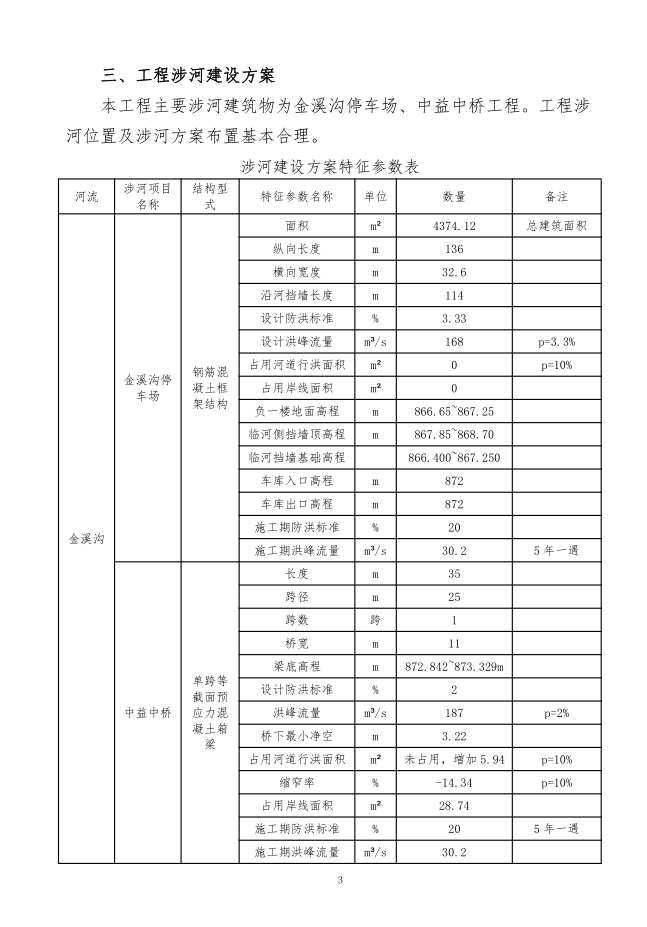 三、工程涉河建设方案
本工程主要涉河建筑物为金溪沟停车场、中益中桥工程。工程涉
河位置及涉河方案布置基本合理。
涉河建设方案特征参数表
河流 涉河项目名称 结构型式 特征参数名称 单位 数量 备注
金溪沟 金溪沟停车场 钢筋混凝土框架结构 面积 m² 4374.12 总建筑面积
纵向长度 m 136
横向宽度 m 32.6
沿河挡墙长度 m 114
设计防洪标准 % 3.33
设计洪峰流量 m³/s 168 p=3.3%
占用河道行洪面积 m² 0 p=10%
占用岸线面积 m² 0
负一楼地面高程 m 866.65~867.25
临河侧挡墙顶高程 m 867.85~868.70
临河挡墙基础高程 866.400~867.250
车库入口高程 m 872
车库出口高程 m 872
施工期防洪标准 % 20
施工期洪峰流量 m³/s 30.2 5年一遇
中益中桥 单跨等截面预应力混凝土箱梁 长度 m 35
跨径 m 25
跨数 跨 1
桥宽 m 11
梁底高程 m 872.842~873.329m
设计防洪标准 % 2
洪峰流量 m³/s 187 p=2%
桥下最小净空 m 3.22
占用河道行洪面积 m² 未占用，增加5.94 p=10%
缩窄率 % -14.34 p=10%
占用岸线面积 m² 28.74
施工期防洪标准 % 20 5年一遇
施工期洪峰流量 m³/s 30.2
3